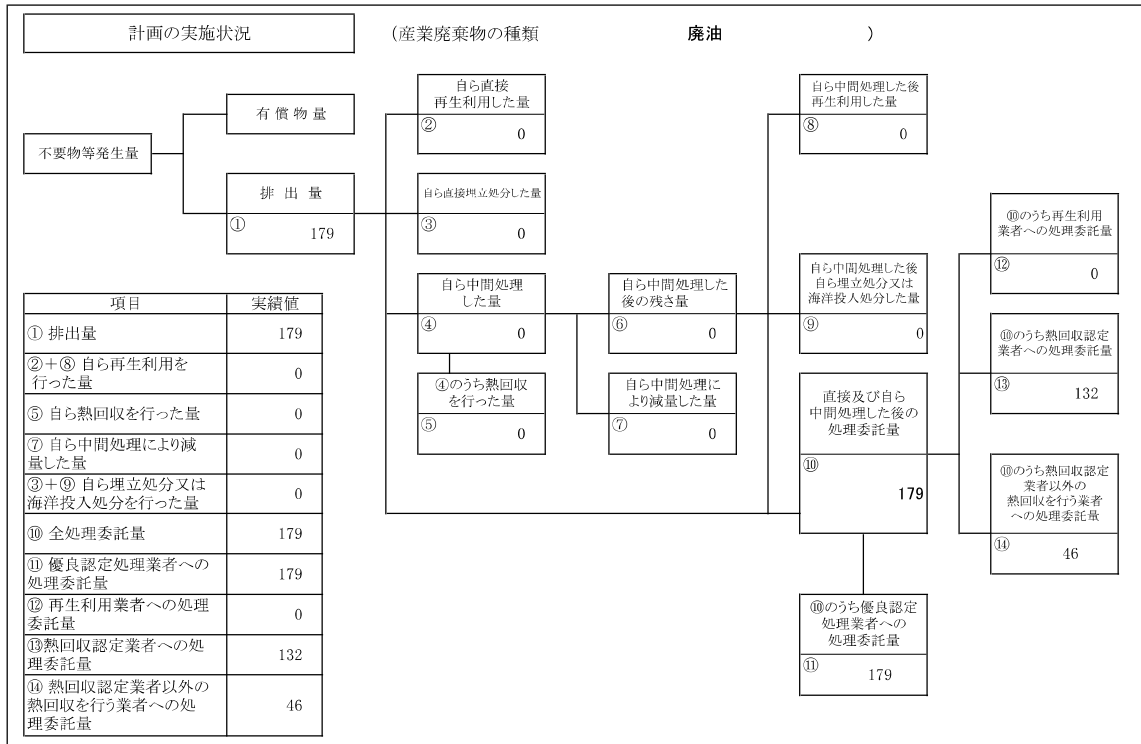 計画の実施状況
(産業廃棄物の種類 廃油 )
不要物等発生量
有償物量
排出量
①
179
自ら直接
再生利用した量
②
0
自ら直接埋立処分した量
③
0
自ら中間処理
した量
④
0
④のうち熱回収
を行った量
⑤
0
自ら中間処理した
後の残さ量
⑥
0
自ら中間処理に
より減量した量
⑦
0
自ら中間処理した後
再生利用した量
⑧
0
自ら中間処理した後
自ら埋立処分又は
海洋投入処分した量
⑨
0
直接及び自ら
中間処理した後の
処理委託量
⑩
179
⑩のうち優良認定
処理業者への
処理委託量
⑪
179
⑩のうち再生利用
業者への処理委託量
⑫
0
⑩のうち熱回収認定
業者への処理委託量
⑬
132
⑩のうち熱回収認定
業者以外の
熱回収を行う業者
への処理委託量
⑭
46
項目 実績値
① 排出量 179
②+⑧ 自ら再生利用を
行った量 0
⑤ 自ら熱回収を行った量 0
⑦ 自ら中間処理により減
量した量 0
③+⑨ 自ら埋立処分又は
海洋投入処分を行った量 0
⑩ 全処理委託量 179
⑪ 優良認定処理業者への
処理委託量 179
⑫ 再生利用業者への処理
委託量 0
⑬熱回収認定業者への処
理委託量 132
⑭ 熱回収認定業者以外の
熱回収を行う業者への処
理委託量 46